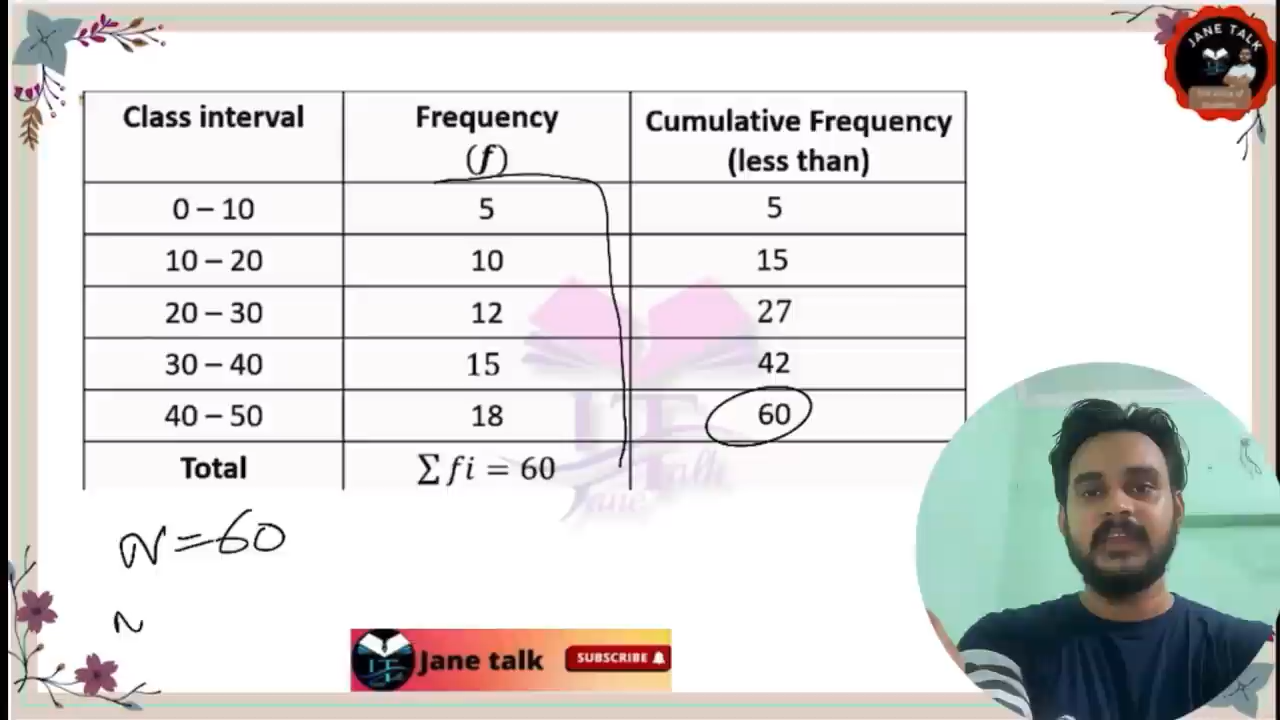 JANE TALK
Class interval Frequency (f) Cumulative Frequency (less than)
0 – 10 5 5
10 – 20 10 15
20 – 30 12 27
30 – 40 15 42
40 – 50 18 60
Total ∑ fi = 60
N = 60
Jane talk SUBSCRIBE